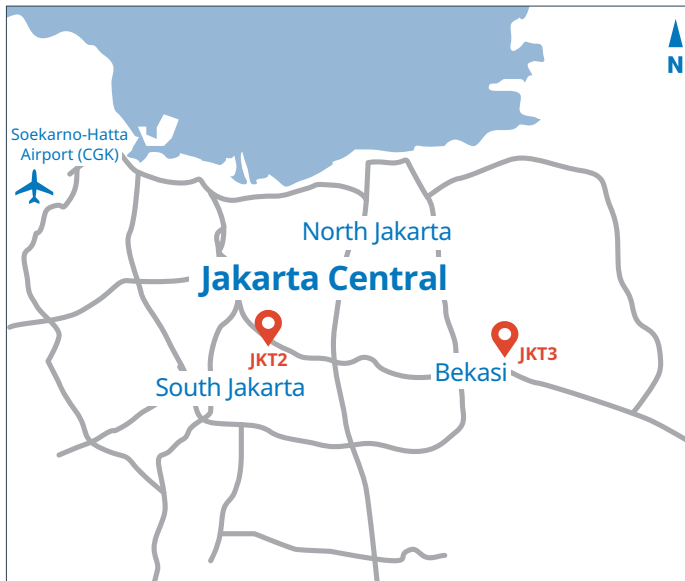 N
Soekarno-Hatta
Airport (CGK)
North Jakarta
Jakarta Central
JKT2
JKT3
Bekasi
South Jakarta